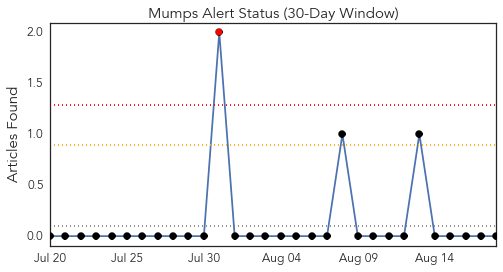 Mumps Alert Status (30-Day Window)
Articles Found
2.0
1.5
1.0
0.5
0.0
Jul 20 Jul 25 Jul 30 Aug 04 Aug 09 Aug 14